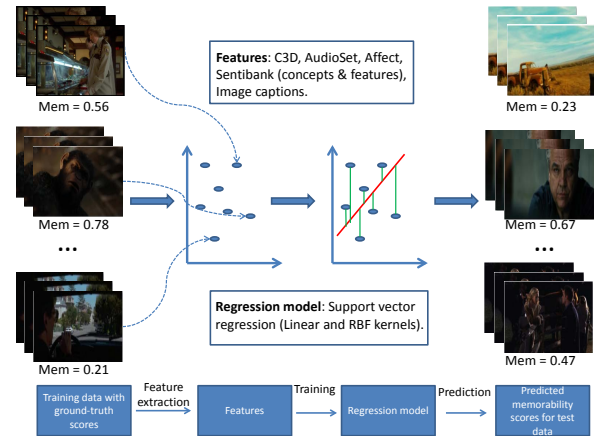 Features: C3D, AudioSet, Affect,
Sentibank (concepts & features),
Image captions.
Mem = 0.56
Mem = 0.23
Mem = 0.78
Mem = 0.67
...
...
Regression model: Support vector
regression (Linear and RBF kernels).
Mem = 0.21
Mem = 0.47
Training data with
ground-truth
scores
Feature
extraction
Features
Training
Regression model
Prediction
Predicted
memorability
scores for test
data